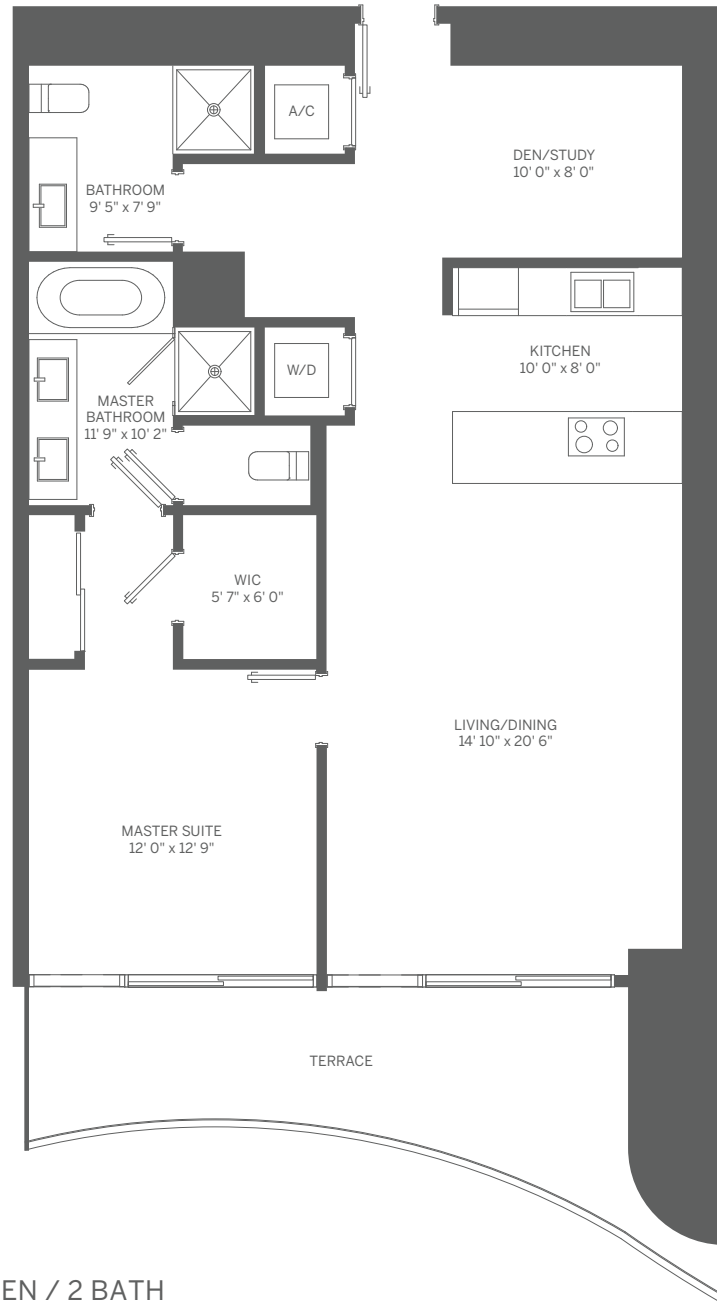 A/C
DEN/STUDY
10' 0" x 8' 0"
BATHROOM
9' 5" x 7' 9"
KITCHEN
10' 0" x 8' 0"
W/D
MASTER
BATHROOM
11' 9" x 10' 2"
WIC
5' 7" x 6' 0"
LIVING/DINING
14' 10" x 20' 6"
MASTER SUITE
12' 0" x 12' 9"
TERRACE
EN / 2 BATH